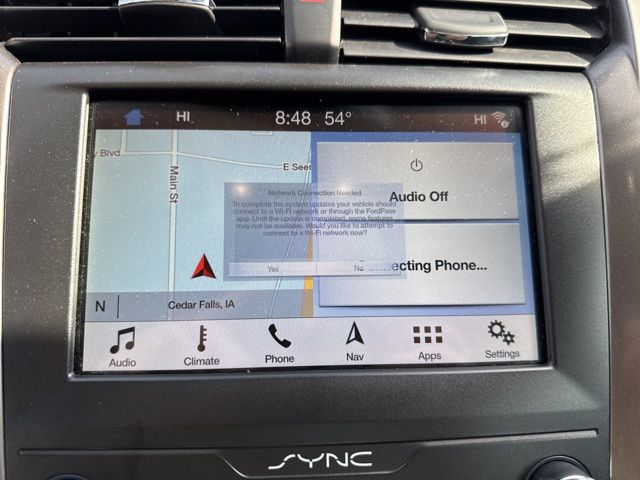 HI 8:48 54° HI
Blvd
E Seer
Main St
Network Connection Needed
To complete the system updates your vehicle should
connect to a Wi-Fi network or through the FordPass
app. Until the update is completed, some features
may not be available. Would you like to attempt to
connect to a Wi-Fi network now?
Yes No
Audio Off
necting Phone...
N Cedar Falls, IA
Audio Climate Phone Nav Apps Settings
SYNC